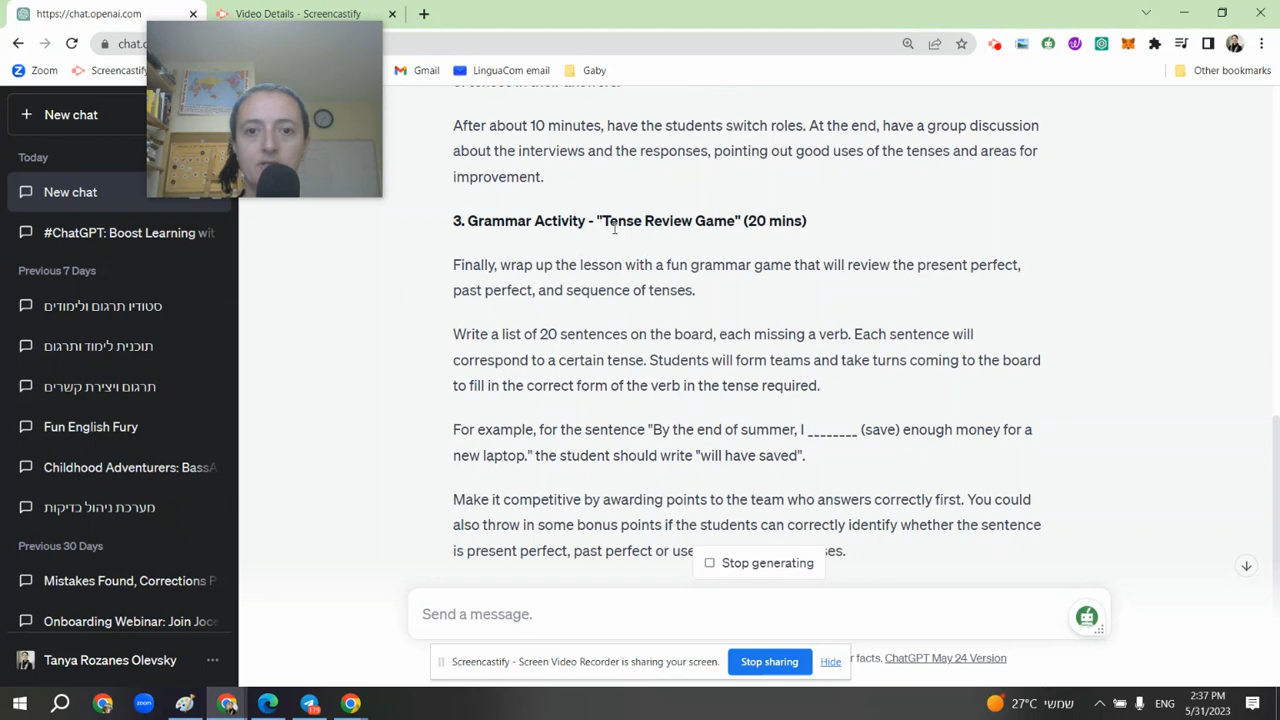 https://chat.openai.com
Video Details - Screencastify
chat.
Zoom
Screencastify
Gmail
LinguaCom email
Gaby
Other bookmarks
New chat
Today
New chat
#ChatGPT: Boost Learning wit
Previous 7 Days
סטודיו תרגום ולימודים
תוכנית לימוד ותרגום
תרגום ויצירת קשרים
Fun English Fury
Childhood Adventurers: BassA
מערכת ניהול בדיקות
Previous 30 Days
Mistakes Found, Corrections P
Onboarding Webinar: Join Joce
Tanya Rozanes Olevsky
After about 10 minutes, have the students switch roles. At the end, have a group discussion
about the interviews and the responses, pointing out good uses of the tenses and areas for
improvement.
3. Grammar Activity - "Tense Review Game" (20 mins)
Finally, wrap up the lesson with a fun grammar game that will review the present perfect,
past perfect, and sequence of tenses.
Write a list of 20 sentences on the board, each missing a verb. Each sentence will
correspond to a certain tense. Students will form teams and take turns coming to the board
to fill in the correct form of the verb in the tense required.
For example, for the sentence "By the end of summer, I ________ (save) enough money for a
new laptop." the student should write "will have saved".
Make it competitive by awarding points to the team who answers correctly first. You could
also throw in some bonus points if the students can correctly identify whether the sentence
is present perfect, past perfect or use
Stop generating
Send a message.
Screencastify - Screen Video Recorder is sharing your screen.
Stop sharing
Hide
r facts. ChatGPT May 24 Version
zoom
179
27°C
שמשי
ENG
2:37 PM
5/31/2023